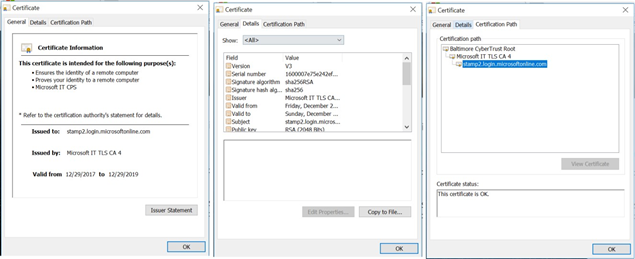 Certificate
General Details Certification Path
Certificate Information
This certificate is intended for the following purpose(s):
• Ensures the identity of a remote computer
• Proves your identity to a remote computer
• Microsoft IT CPS
* Refer to the certification authority's statement for details.
Issued to: stamp2.login.microsoftonline.com
Issued by: Microsoft IT TLS CA 4
Valid from 12/29/2017 to 12/29/2019
Issuer Statement
OK
Certificate
General Details Certification Path
Show: <All>
Field Value
Version V3
Serial number 1600007e75e242ef...
Signature algorithm sha256RSA
Signature hash algorithm sha256
Issuer Microsoft IT TLS CA...
Valid from Friday, December 2...
Valid to Sunday, December ...
Subject stamp2.login.micros...
Public key RSA (2048 Bits)
Edit Properties... Copy to File...
OK
Certificate
General Details Certification Path
Certification path
Baltimore CyberTrust Root
Microsoft IT TLS CA 4
stamp2.login.microsoftonline.com
View Certificate
Certificate status:
This certificate is OK.
OK